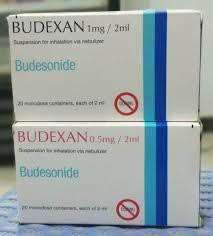 BUDEXAN 1mg / 2ml
Suspension for inhalation via nebulizer
Budesonide
20 monodose containers, each of 2 ml
BUDEXAN 0.5mg / 2ml
Suspension for inhalation via nebulizer
Budesonide
20 monodose containers, each of 2 ml